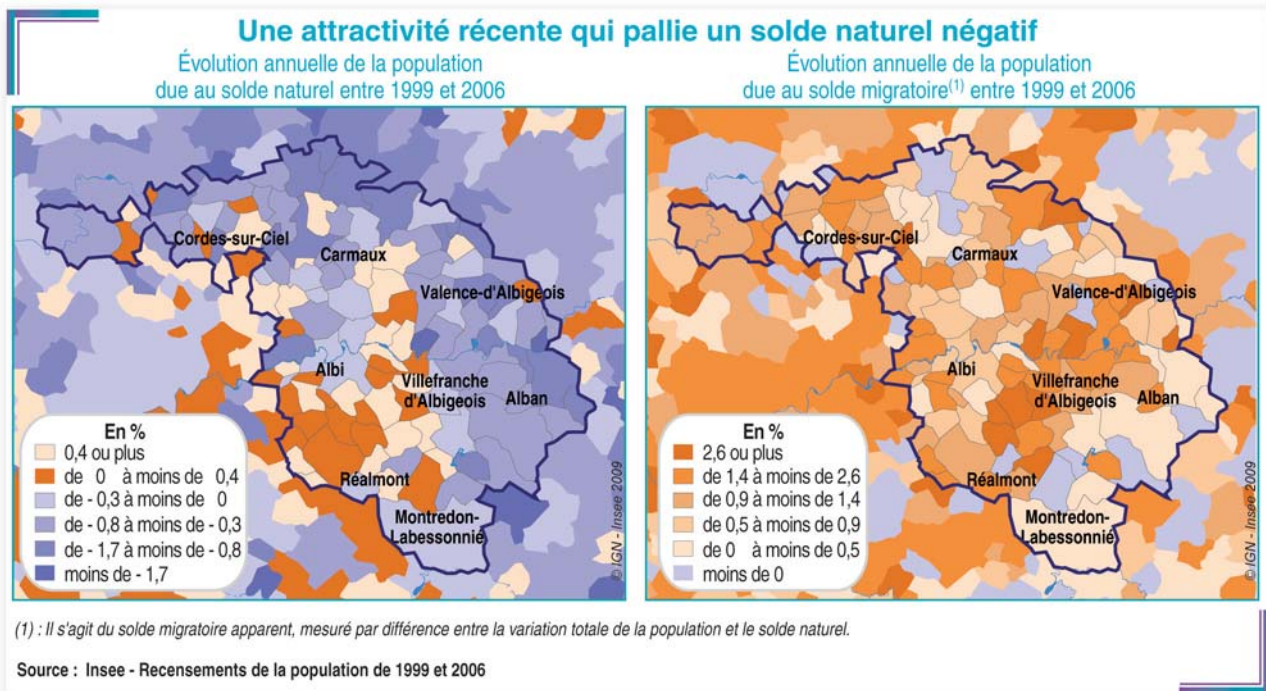 Une attractivité récente qui pallie un solde naturel négatif
Évolution annuelle de la population
due au solde naturel entre 1999 et 2006
Cordes-sur-Ciel
Carmaux
Valence-d'Albigeois
Albi
Villefranche
d'Albigeois
Alban
Réalmont
Montredon-
Labessonnié
En %
0,4 ou plus
de 0 à moins de 0,4
de - 0,3 à moins de 0
de - 0,8 à moins de - 0,3
de - 1,7 à moins de - 0,8
moins de - 1,7
© IGN - Insee 2009
Évolution annuelle de la population
due au solde migratoire(1) entre 1999 et 2006
Cordes-sur-Ciel
Carmaux
Valence-d'Albigeois
Albi
Villefranche
d'Albigeois
Alban
Réalmont
Montredon-
Labessonnié
En %
2,6 ou plus
de 1,4 à moins de 2,6
de 0,9 à moins de 1,4
de 0,5 à moins de 0,9
de 0 à moins de 0,5
moins de 0
© IGN - Insee 2009
(1) : Il s'agit du solde migratoire apparent, mesuré par différence entre la variation totale de la population et le solde naturel.
Source : Insee - Recensements de la population de 1999 et 2006